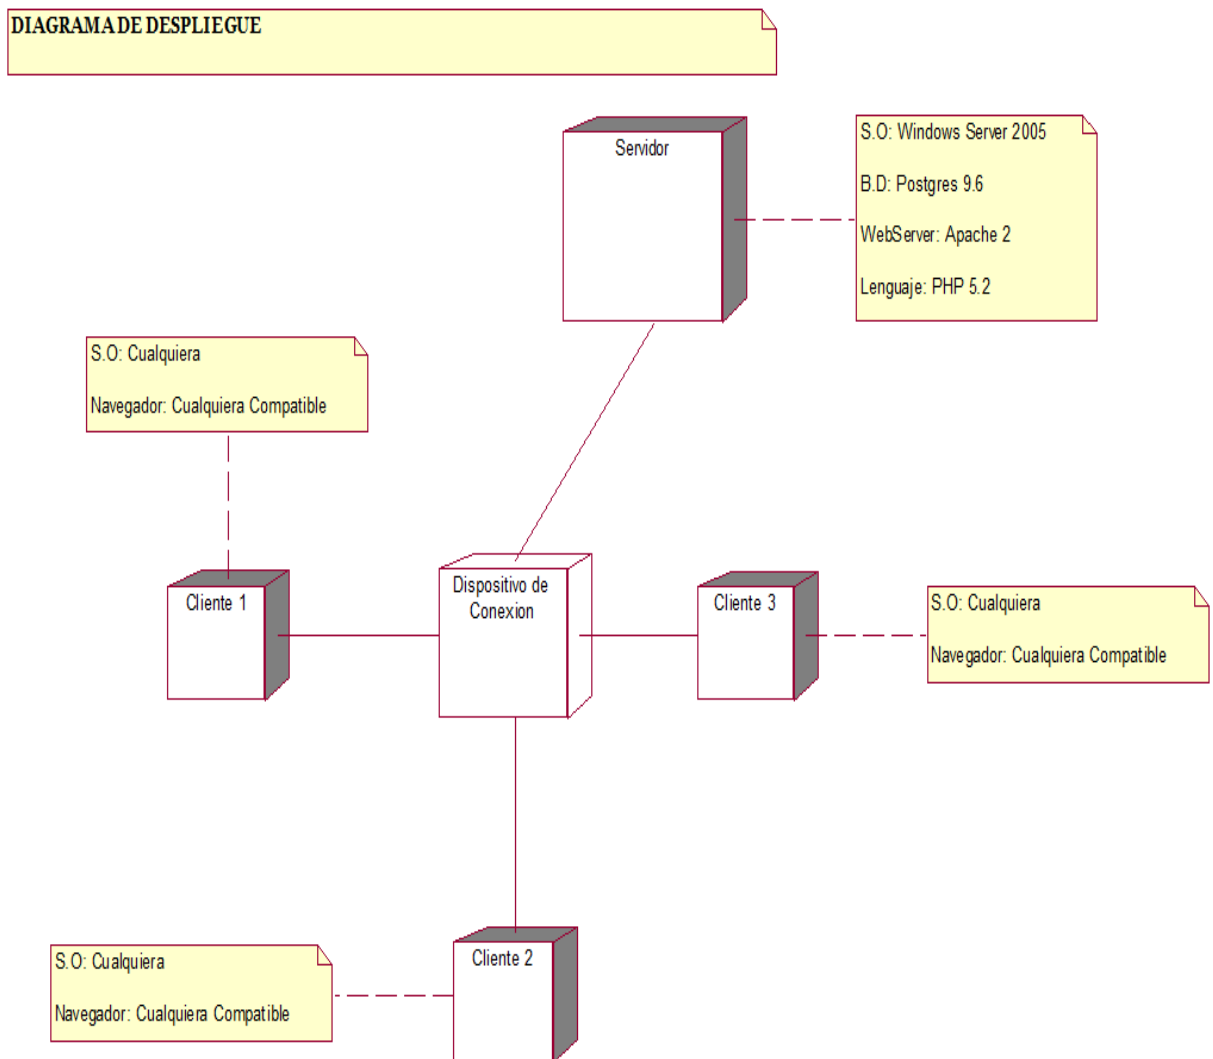 DIAGRAMA DE DESPLIEGUE
Servidor
S.O: Windows Server 2005
B.D: Postgres 9.6
WebServer: Apache 2
Lenguaje: PHP 5.2
S.O: Cualquiera
Navegador: Cualquiera Compatible
Cliente 1
Dispositivo de
Conexion
Cliente 3
S.O: Cualquiera
Navegador: Cualquiera Compatible
S.O: Cualquiera
Navegador: Cualquiera Compatible
Cliente 2